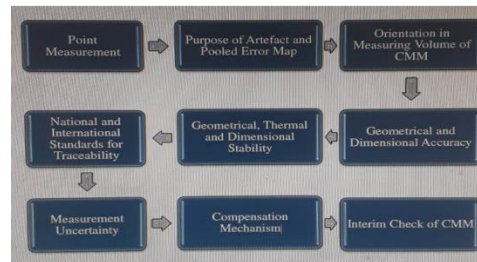 Point
Measurement
Purpose of Artefact and
Pooled Error Map
Orientation in
Measuring Volume of
CMM
National and
International
Standards for
Traceability
Geometrical, Thermal
and Dimensional
Stability
Geometrical and
Dimensional Accuracy
Measurement
Uncertainty
Compensation
Mechanism
Interim Check of CMM